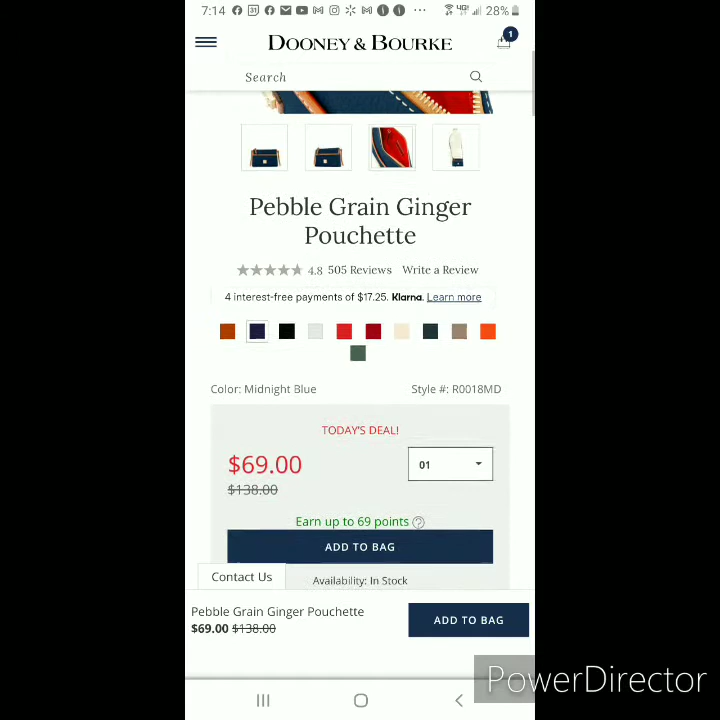 7:14 31 4G 28%
DOONEY & BOURKE 1
Search
Pebble Grain Ginger
Pouchette
4.8 505 Reviews Write a Review
4 interest-free payments of $17.25. Klarna. Learn more
Color: Midnight Blue Style #: R0018MD
TODAY'S DEAL!
$69.00 01
$138.00
Earn up to 69 points ?
ADD TO BAG
Contact Us Availability: In Stock
Pebble Grain Ginger Pouchette
$69.00 $138.00 ADD TO BAG
PowerDirector